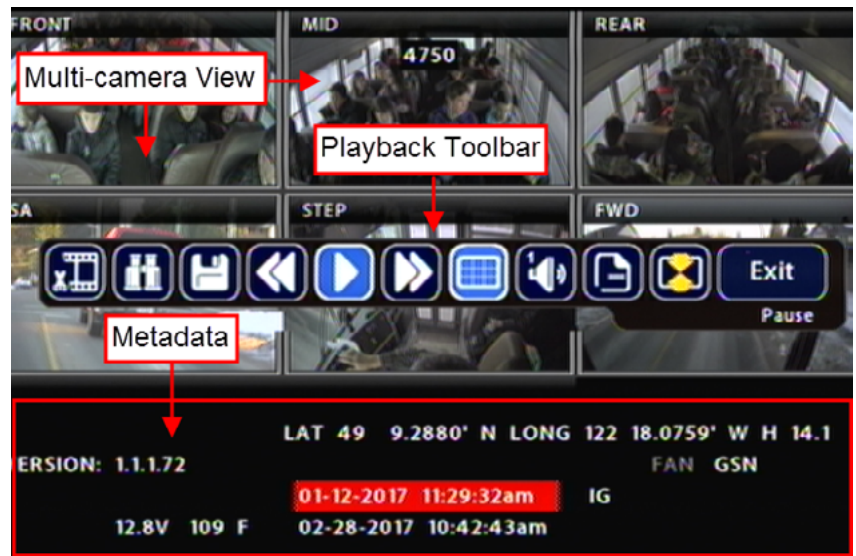 FRONT
MID
REAR
4750
Multi-camera View
Playback Toolbar
SA
STEP
FWD
1
Exit
Pause
Metadata
LAT 49 9.2880' N LONG 122 18.0759' W H 14.1
ERSION: 1.1.1.72
FAN GSN
01-12-2017 11:29:32am IG
12.8V 109 F 02-28-2017 10:42:43am